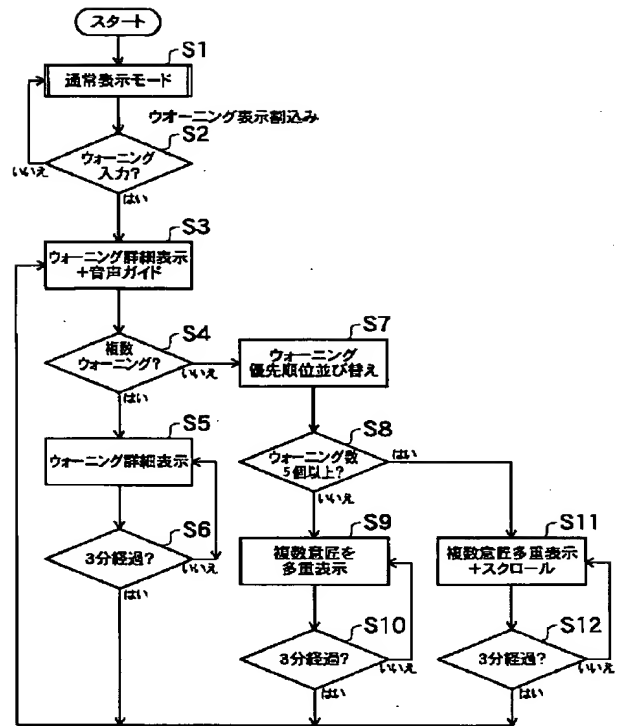 スタート
S1
通常表示モード
ウオーニング表示割込み
S2
ウォーニング
入力?
いいえ
はい
S3
ウォーニング詳細表示
+音声ガイド
S4
複数
ウォーニング?
いいえ
はい
S7
ウォーニング
優先順位並び替え
S5
ウォーニング詳細表示
S8
ウォーニング数
5個以上?
はい
いいえ
S6
3分経過?
いいえ
はい
S9
複数意匠を
多重表示
S11
複数意匠多重表示
+スクロール
S10
3分経過?
いいえ
はい
S12
3分経過?
いいえ
はい